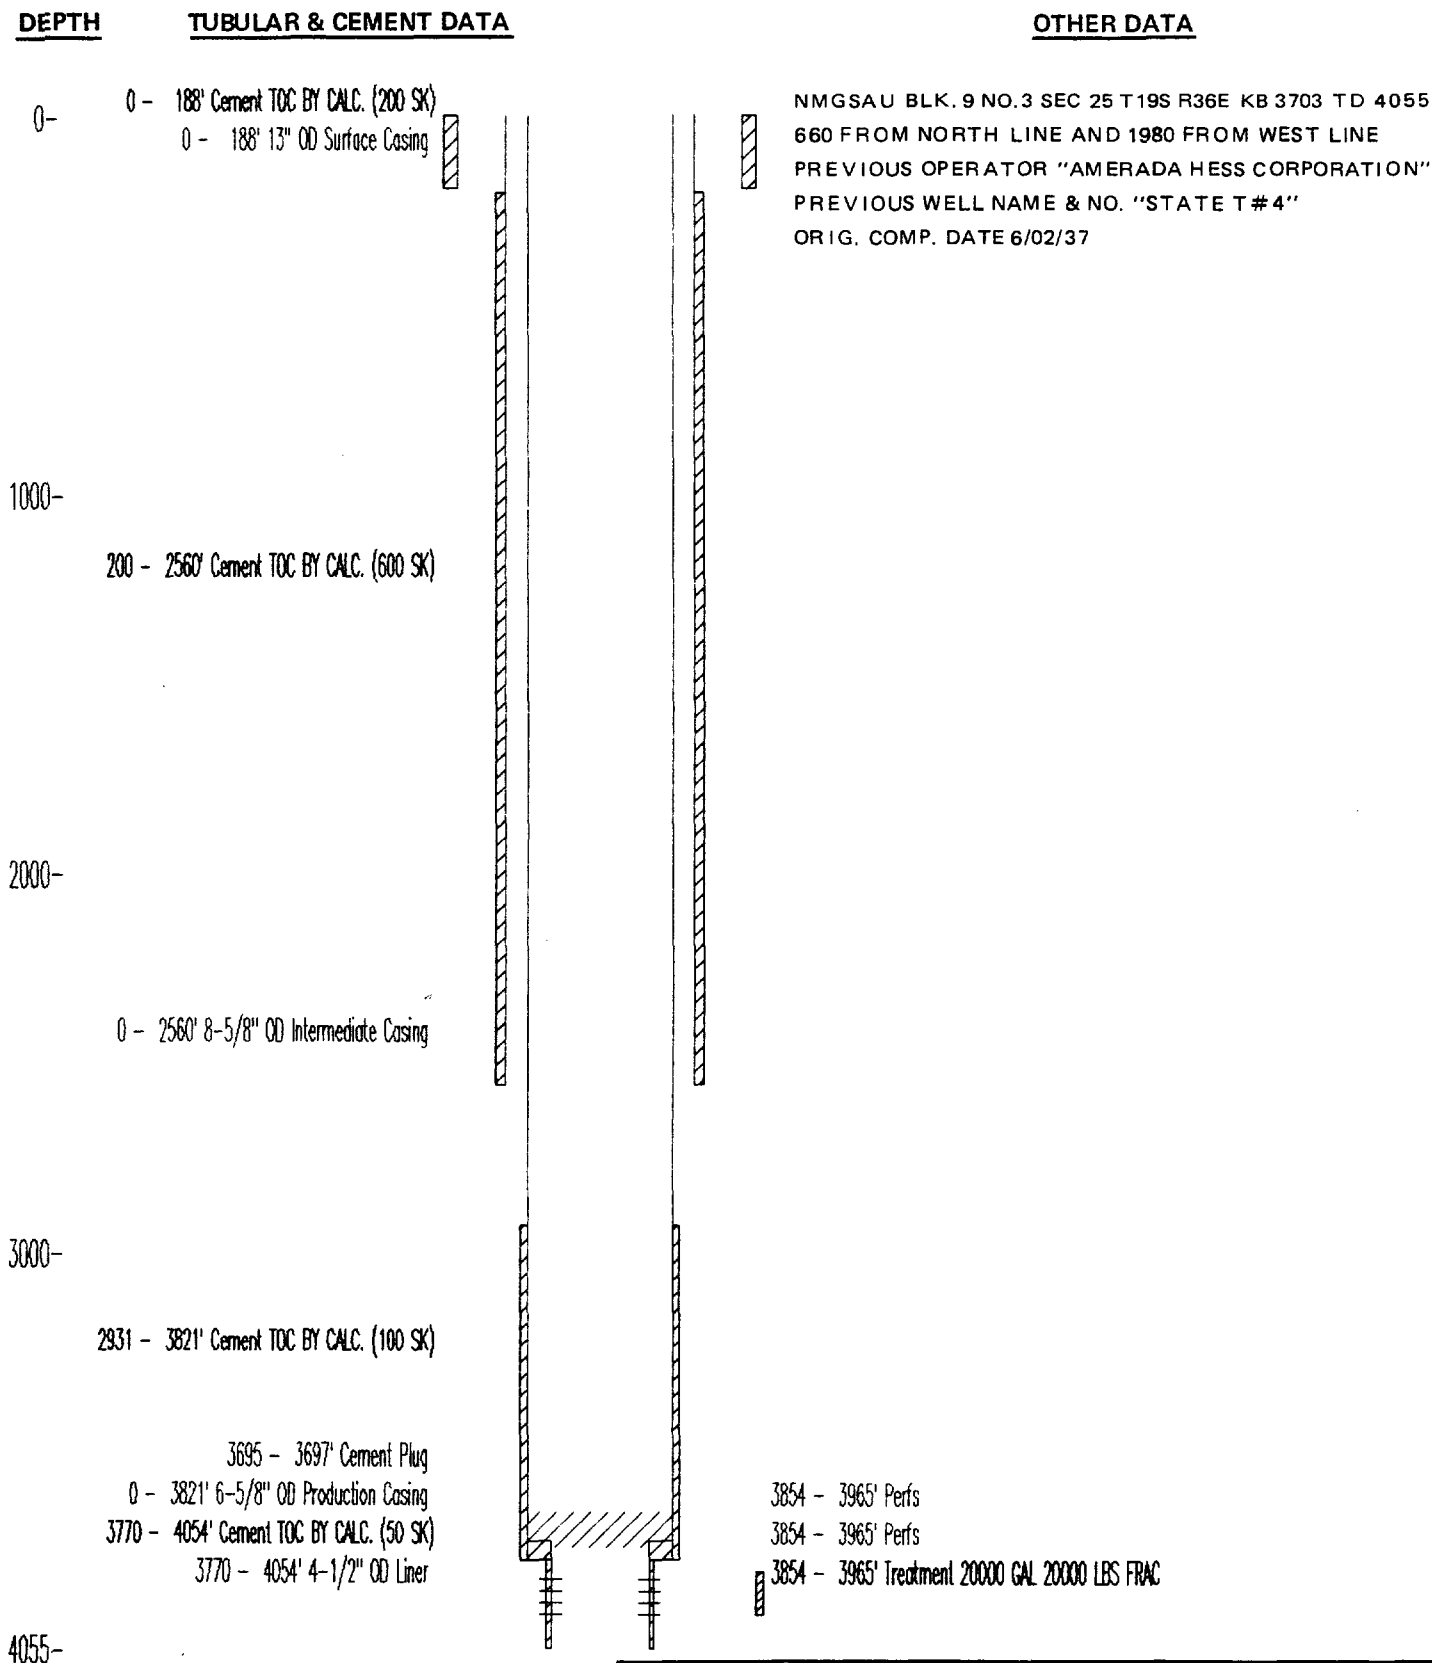 DEPTH TUBULAR & CEMENT DATA OTHER DATA
0 - 188' Cement TOC BY CALC. (200 SK)
0-
0 - 188' 13" OD Surface Casing
NMGSAU BLK. 9 NO.3 SEC 25 T19S R36E KB 3703 TD 4055
660 FROM NORTH LINE AND 1980 FROM WEST LINE
PREVIOUS OPERATOR "AMERADA HESS CORPORATION"
PREVIOUS WELL NAME & NO. "STATE T#4"
ORIG. COMP. DATE 6/02/37
1000-
200 - 2560' Cement TOC BY CALC. (600 SK)
2000-
0 - 2560' 8-5/8" OD Intermediate Casing
3000-
2931 - 3821' Cement TOC BY CALC. (100 SK)
3695 - 3697' Cement Plug
0 - 3821' 6-5/8" OD Production Casing
3770 - 4054' Cement TOC BY CALC. (50 SK)
3770 - 4054' 4-1/2" OD Liner
3854 - 3965' Perfs
3854 - 3965' Perfs
3854 - 3965' Treatment 20000 GAL 20000 LBS FRAC
4055-